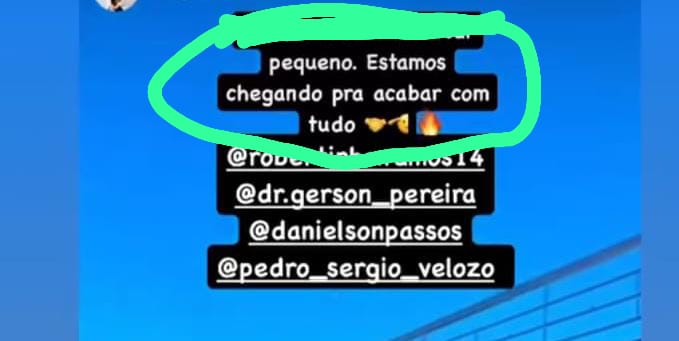 pequeno. Estamos
chegando pra acabar com
tudo 🤝🔥
@dr.gerson_pereira
@danielsonpassos
@pedro_sergio_velozo